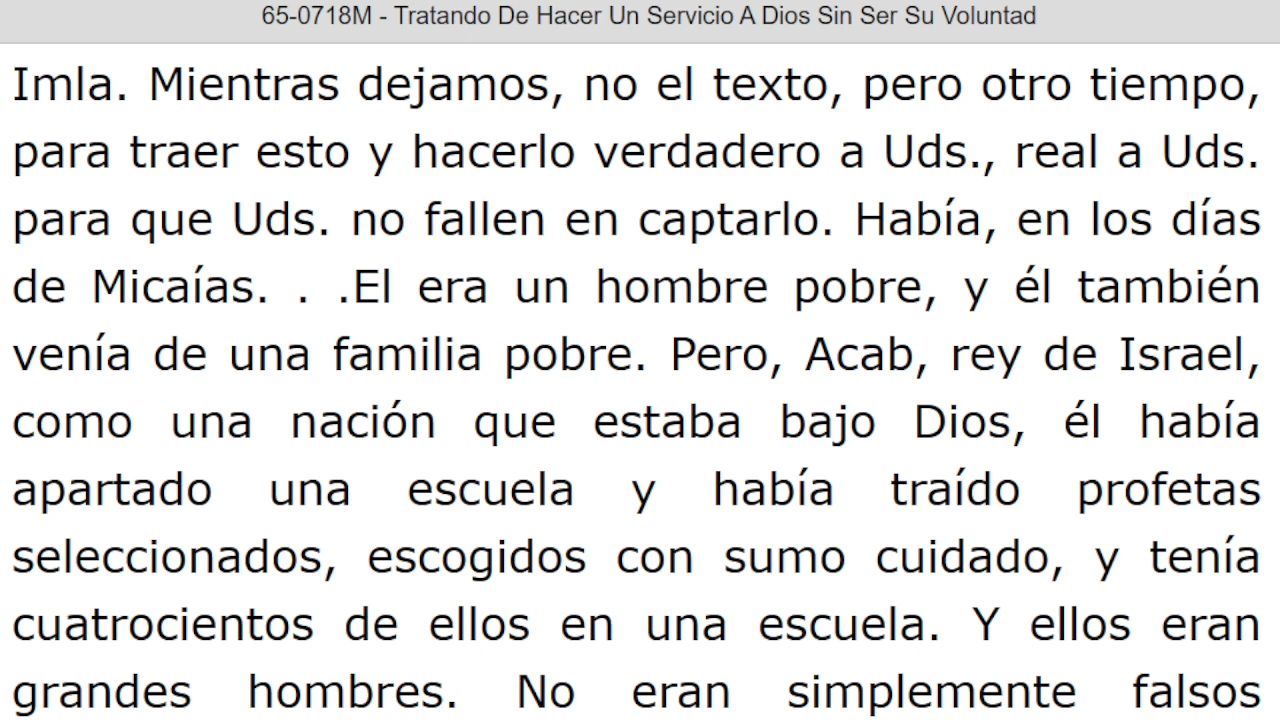 65-0718M - Tratando De Hacer Un Servicio A Dios Sin Ser Su Voluntad
Imla. Mientras dejamos, no el texto, pero otro tiempo,
para traer esto y hacerlo verdadero a Uds., real a Uds.
para que Uds. no fallen en captarlo. Había, en los días
de Micaías. . .El era un hombre pobre, y él también
venía de una familia pobre. Pero, Acab, rey de Israel,
como una nación que estaba bajo Dios, él había
apartado una escuela y había traído profetas
seleccionados, escogidos con sumo cuidado, y tenía
cuatrocientos de ellos en una escuela. Y ellos eran
grandes hombres. No eran simplemente falsos